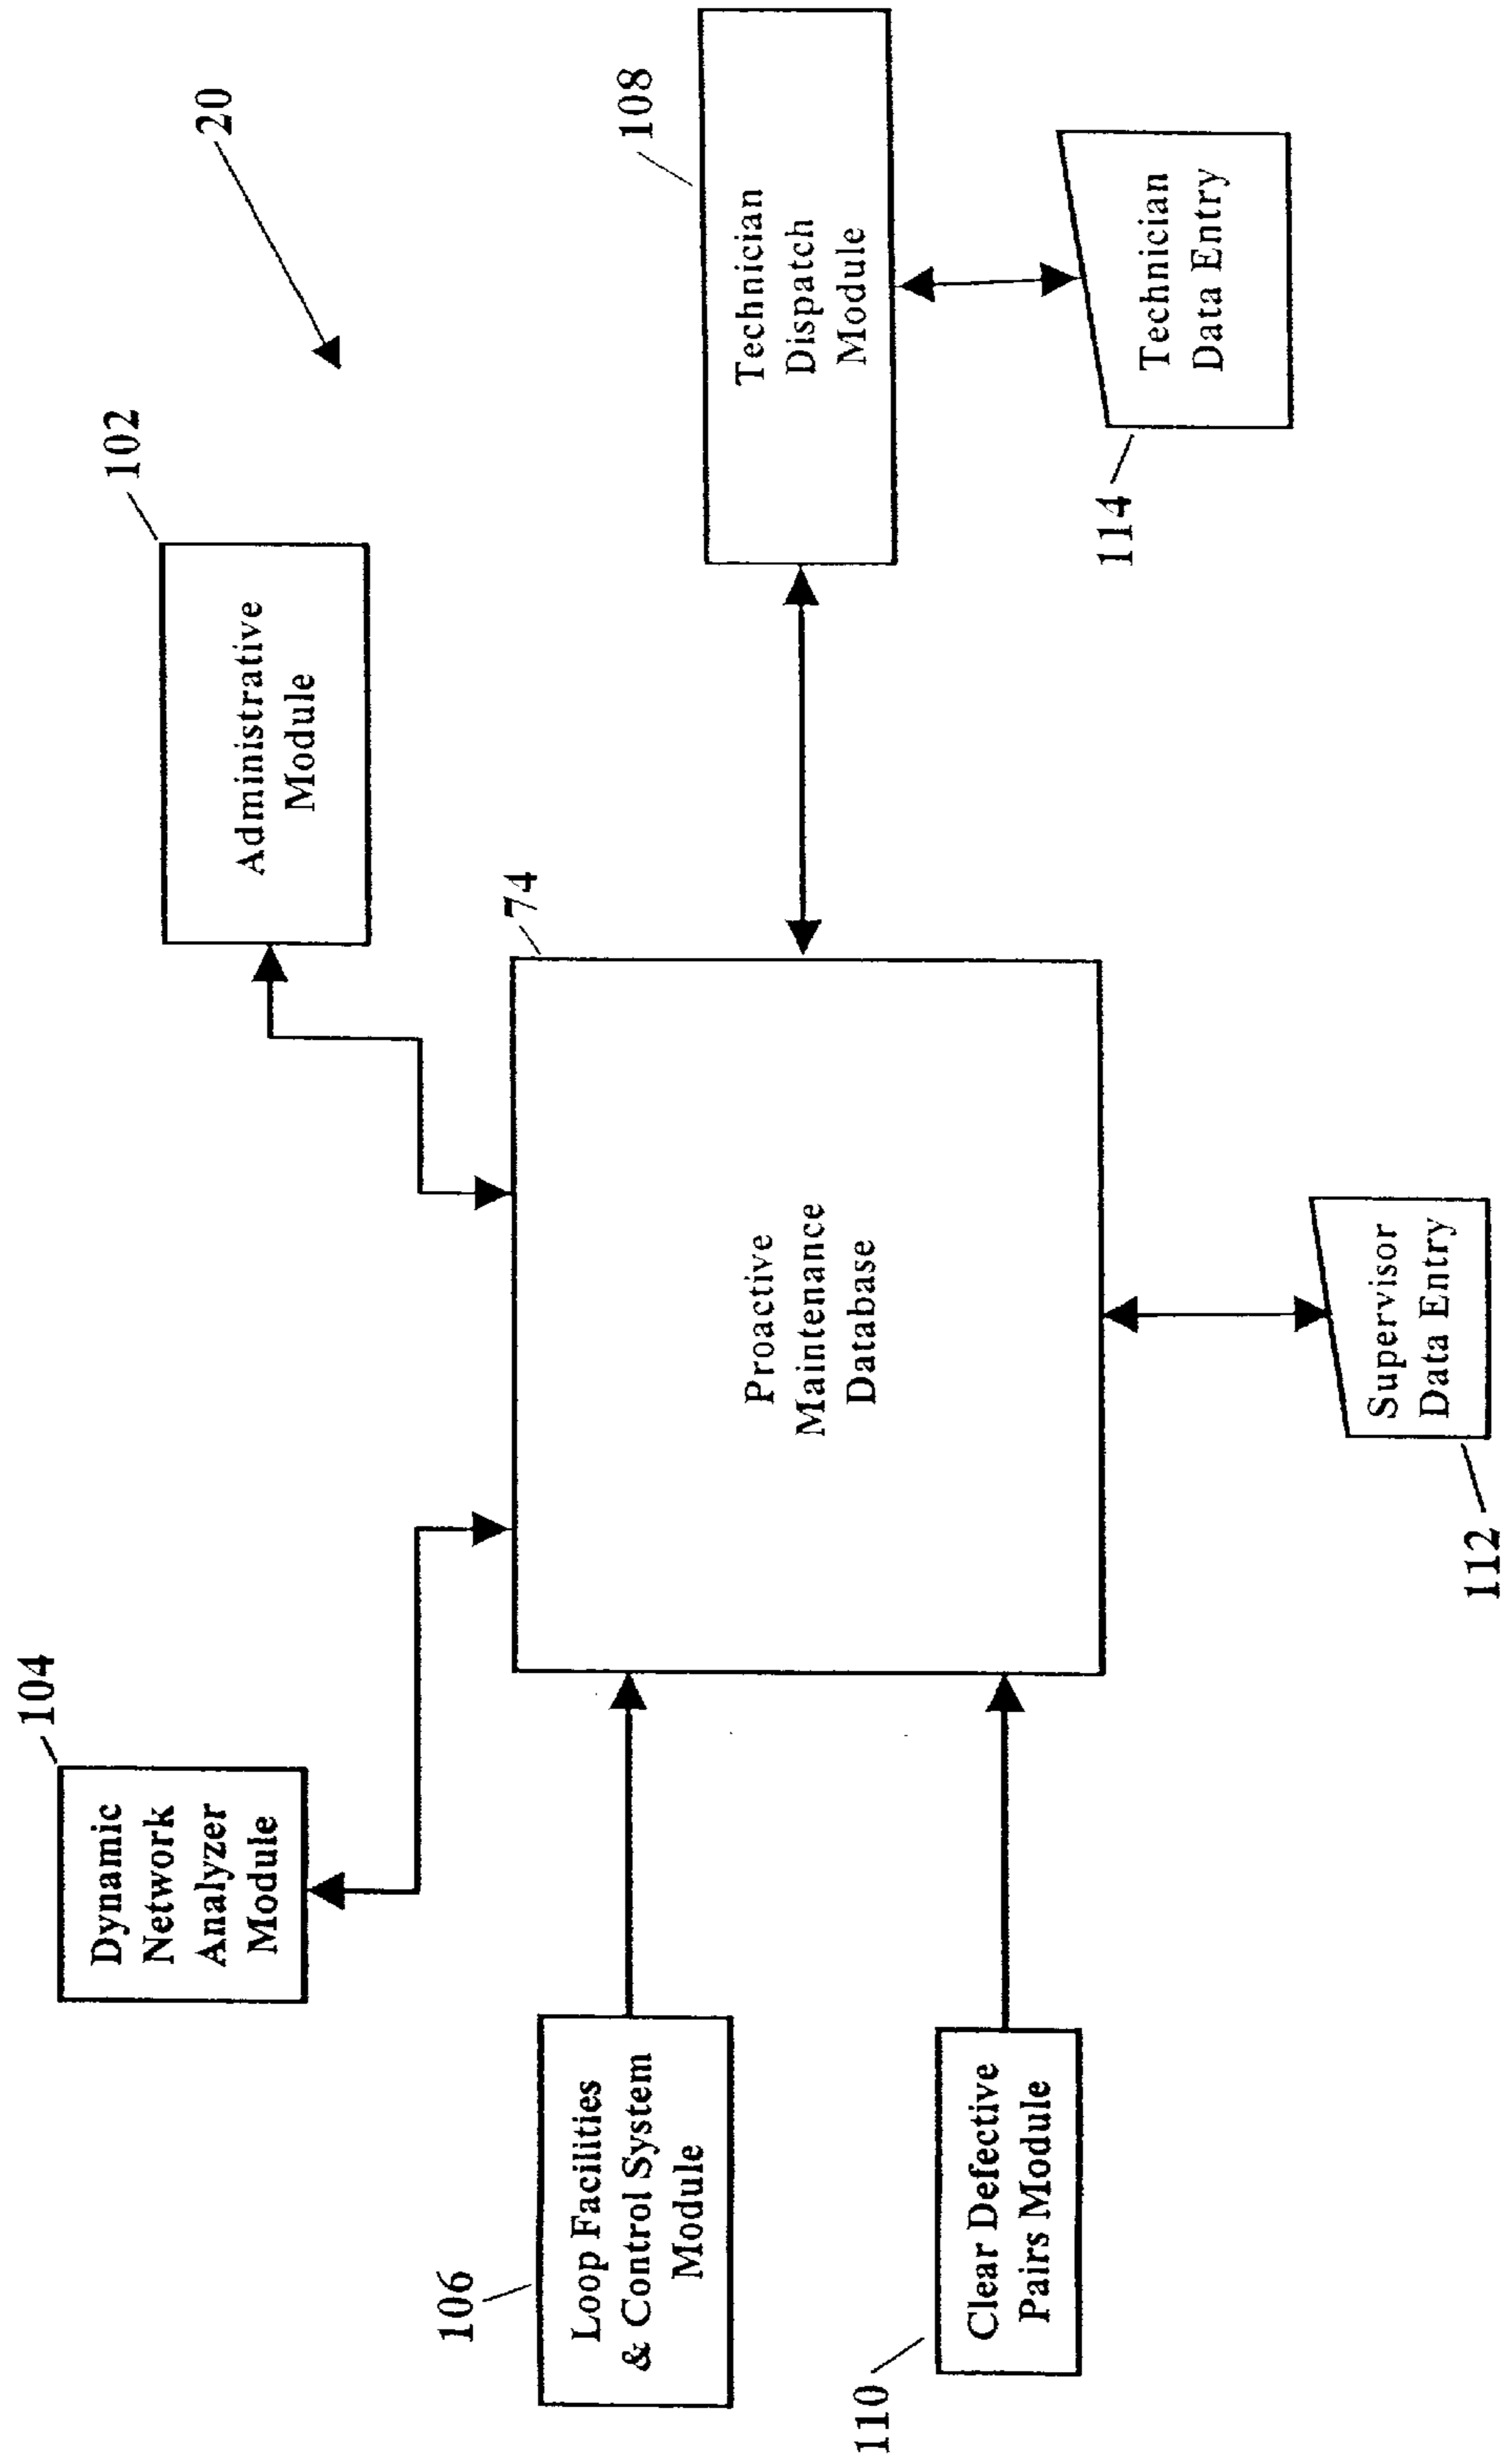 104
Dynamic
Network
Analyzer
Module
102
Administrative
Module
20
106
Loop Facilities
& Control System
Module
74
Proactive
Maintenance
Database
108
Technician
Dispatch
Module
110
Clear Defective
Pairs Module
112
Supervisor
Data Entry
114
Technician
Data Entry